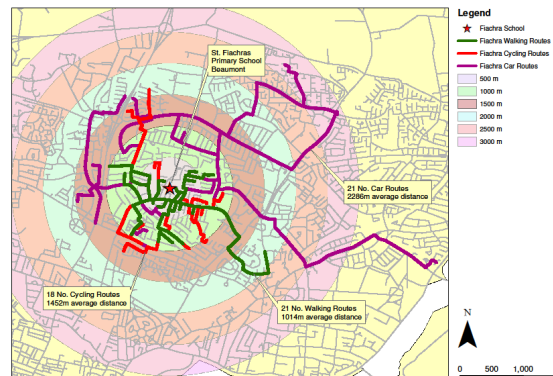 St. Fiachras
Primary School
Beaumont
21 No. Car Routes
2286m average distance
18 No. Cycling Routes
1452m average distance
21 No. Walking Routes
1014m average distance
Legend
Fiachra School
Fiachra Walking Routes
Fiachra Cycling Routes
Fiachra Car Routes
500 m
1000 m
1500 m
2000 m
2500 m
3000 m
N
0 500 1,000